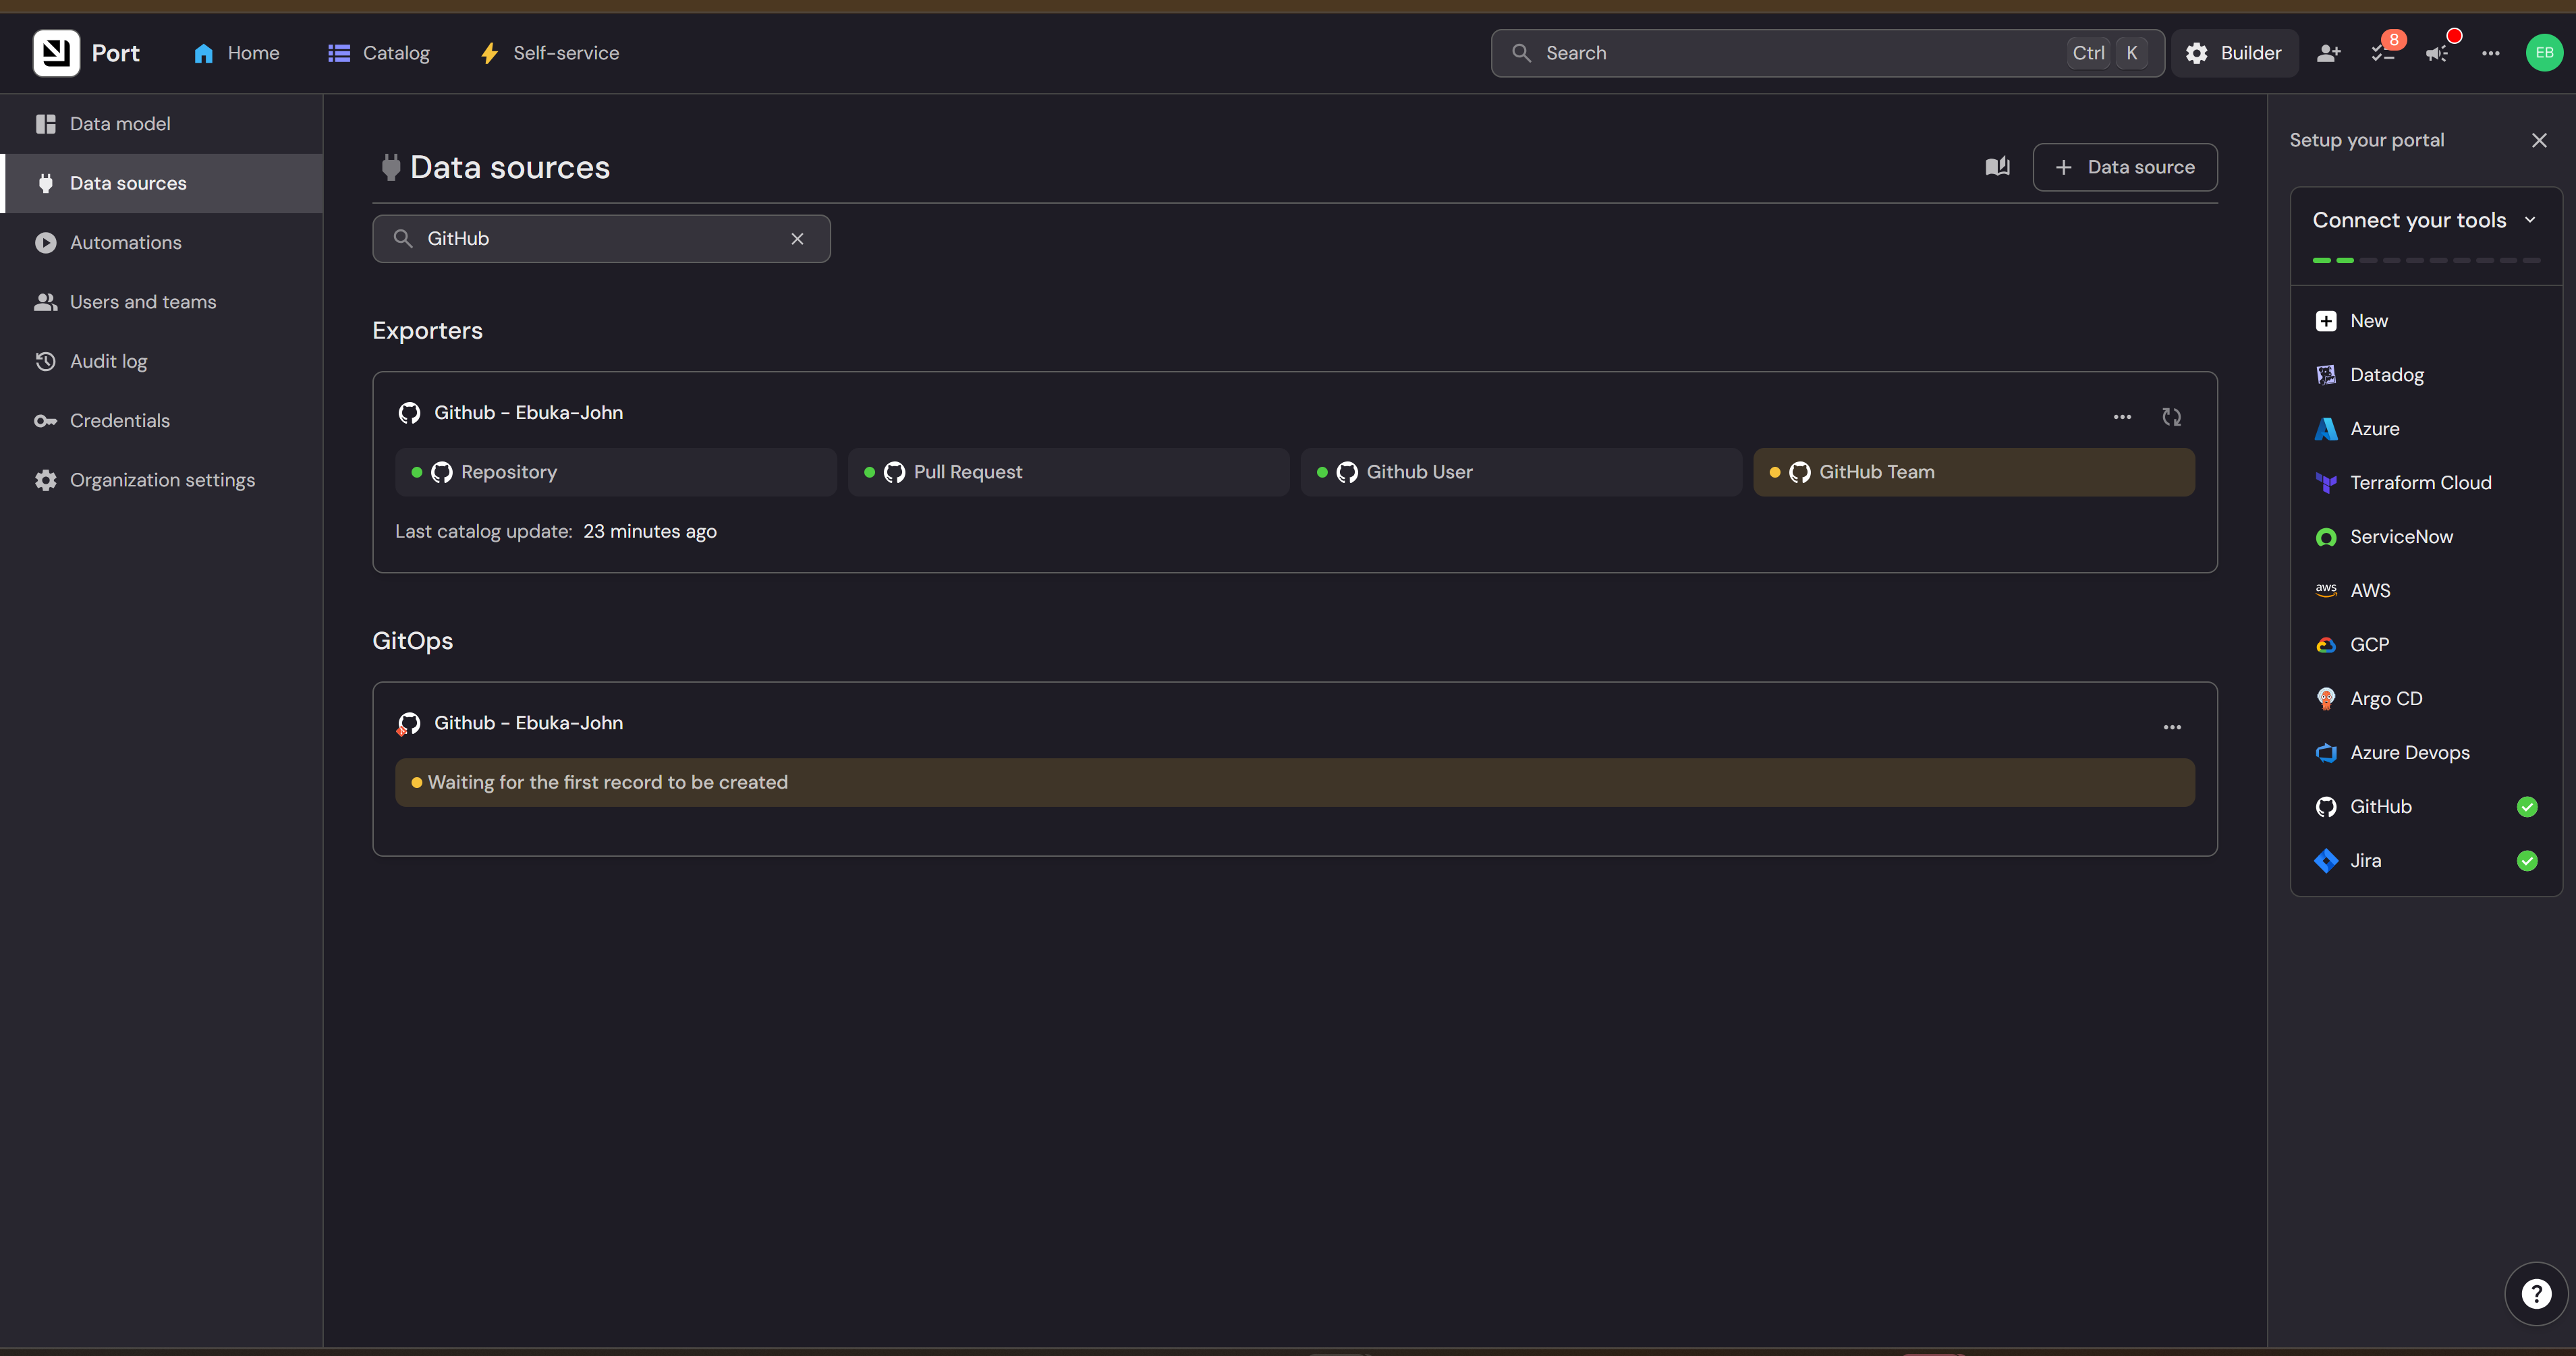 Port
Home
Catalog
Self-service
Search
Ctrl
K
Builder
8
EB
Data model
Data sources
Automations
Users and teams
Audit log
Credentials
Organization settings
Data sources
Data source
GitHub
Exporters
Github - Ebuka-John
Repository
Pull Request
Github User
GitHub Team
Last catalog update: 23 minutes ago
GitOps
Github - Ebuka-John
Waiting for the first record to be created
Setup your portal
Connect your tools
New
Datadog
Azure
Terraform Cloud
ServiceNow
aws
AWS
GCP
Argo CD
Azure Devops
GitHub
Jira
?